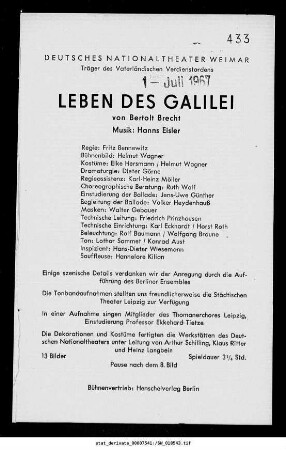 433
DEUTSCHES NATIONALTHEATER WEIMAR
Träger des Vaterländischen Verdienstordens
1 - Juli 1967
LEBEN DES GALILEI
von Bertolt Brecht
Musik: Hanns Eisler
Regie: Fritz Bennewitz
Bühnenbild: Helmut Wagner
Kostüme: Elke Hersmann / Helmut Wagner
Dramaturgie: Dieter Görne
Regieassistenz: Karl-Heinz Möller
Choreographische Beratung: Ruth Wolf
Einstudierung der Ballade: Jens-Uwe Günther
Begleitung der Ballade: Volker Heydenhauß
Masken: Walter Gebauer
Technische Leitung: Friedrich Prinzhausen
Technische Einrichtung: Karl Eckhardt / Horst Roth
Beleuchtung: Rolf Baumann / Wolfgang Braune
Ton: Lothar Sommer / Konrad Aust
Inspizient: Hans-Dieter Wiesemann
Souffleuse: Hannelore Kilian
Einige szenische Details verdanken wir der Anregung durch die Auf-
führung des Berliner Ensembles
Die Tonbandaufnahmen stellten uns freundlicherweise die Städtischen
Theater Leipzig zur Verfügung
In einer Aufnahme singen Mitglieder des Thomanerchores Leipzig,
Einstudierung Professor Ekkehard Tietze
Die Dekorationen und Kostüme fertigten die Werkstätten des Deut-
schen Nationaltheaters unter Leitung von Arthur Schilling, Klaus Ritter
und Heinz Langbein
13 Bilder Spieldauer 3¼ Std.
Pause nach dem 8. Bild
Bühnenvertrieb: Henschelverlag Berlin